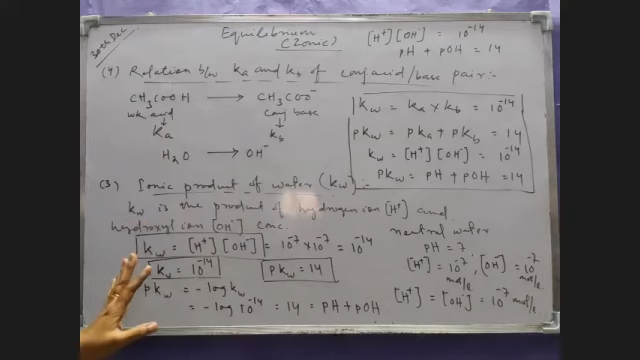 30th Dec
Equilibrium
(Ionic)
[H⁺][OH⁻] = 10⁻¹⁴
pH + pOH = 14
(4) Relation b/w Ka and Kb of conj acid/base pair:-
CH₃COOH → CH₃COO⁻
wk acid conj base
↓ ↓
Ka Kb
H₂O → OH⁻
Kw = Ka × Kb = 10⁻¹⁴
pKw = pKa + pKb = 14
Kw = [H⁺][OH⁻] = 10⁻¹⁴
pKw = pH + pOH = 14
(3) Ionic product of water (Kw):-
Kw is the product of hydrogen ion [H⁺] and
hydroxyl ion [OH⁻] conc.
Kw = [H⁺][OH⁻] = 10⁻⁷×10⁻⁷ = 10⁻¹⁴
Kw = 10⁻¹⁴ pKw = 14
pKw = -log Kw
= -log 10⁻¹⁴ = 14 = pH + pOH
neutral water
pH = 7
[H⁺] = 10⁻⁷ mol/l, [OH⁻] = 10⁻⁷ mol/l
[H⁺] = [OH⁻] = 10⁻⁷ mol/l